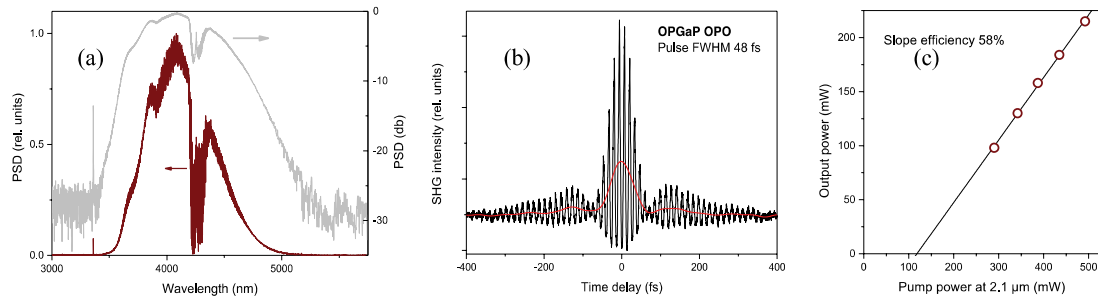 (a)
1.0
0.5
0.0
PSD (rel. units)
0
-10
-20
-30
PSD (db)
3000
4000
5000
Wavelength (nm)
(b)
OPGaP OPO
Pulse FWHM 48 fs
SHG intensity (rel. units)
-400
-200
0
200
400
Time delay (fs)
Slope efficiency 58%
(c)
200
150
100
50
0
Output power (mW)
0
100
200
300
400
500
Pump power at 2.1 µm (mW)